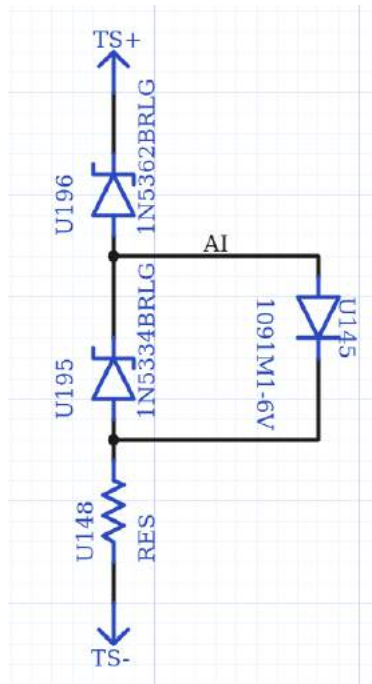 TS+
U196
1N5362BRLG
AI
U195
1N5334BRLG
1091M1-6V
U145
U148
RES
TS-